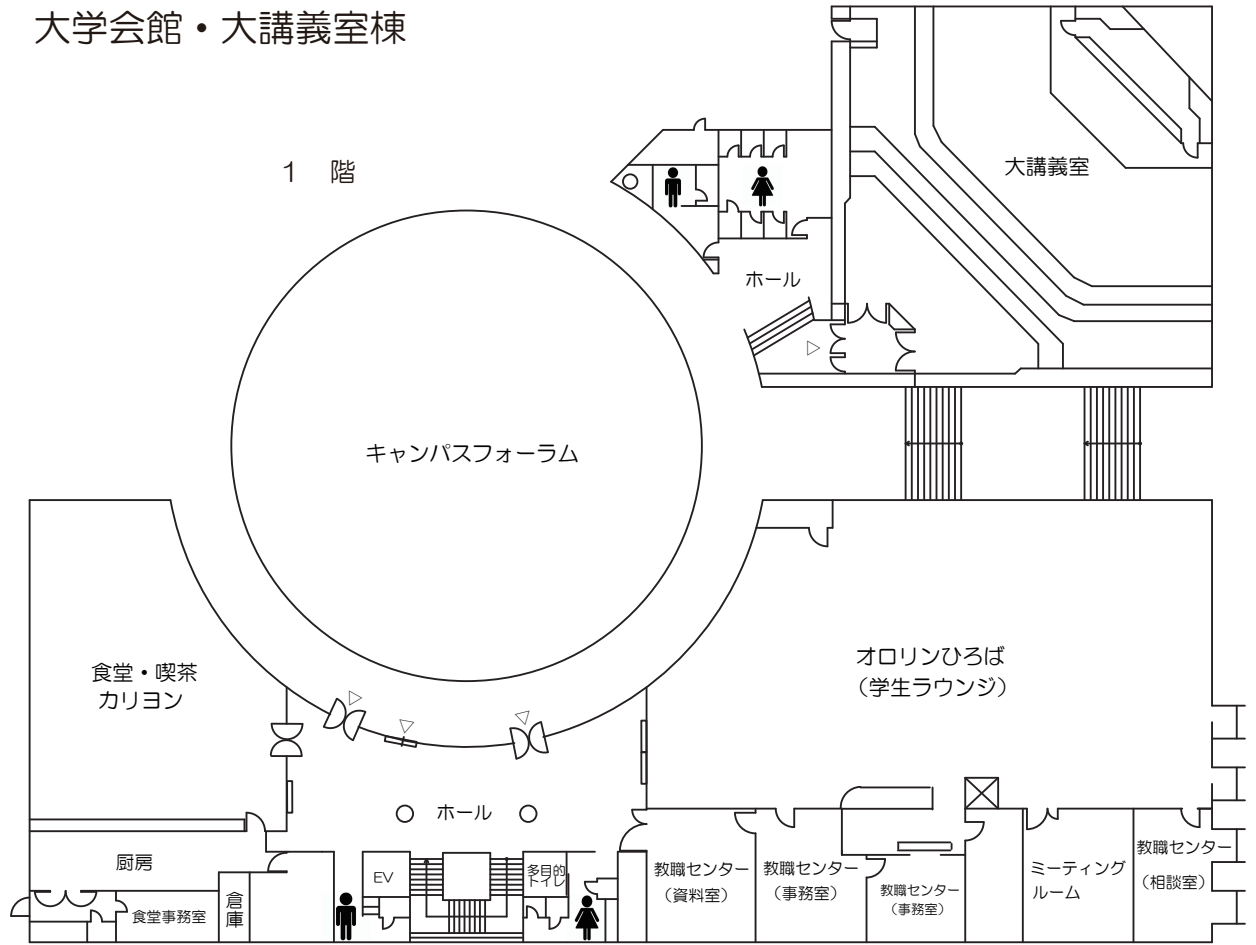 大学会館・大講義室棟
1 階
大講義室
ホール
キャンパスフォーラム
食堂・喫茶
カリヨン
オロリンひろば
（学生ラウンジ）
ホール
厨房
食堂事務室
倉庫
EV
多目的
トイレ
教職センター
（資料室）
教職センター
（事務室）
教職センター
（事務室）
ミーティング
ルーム
教職センター
（相談室）